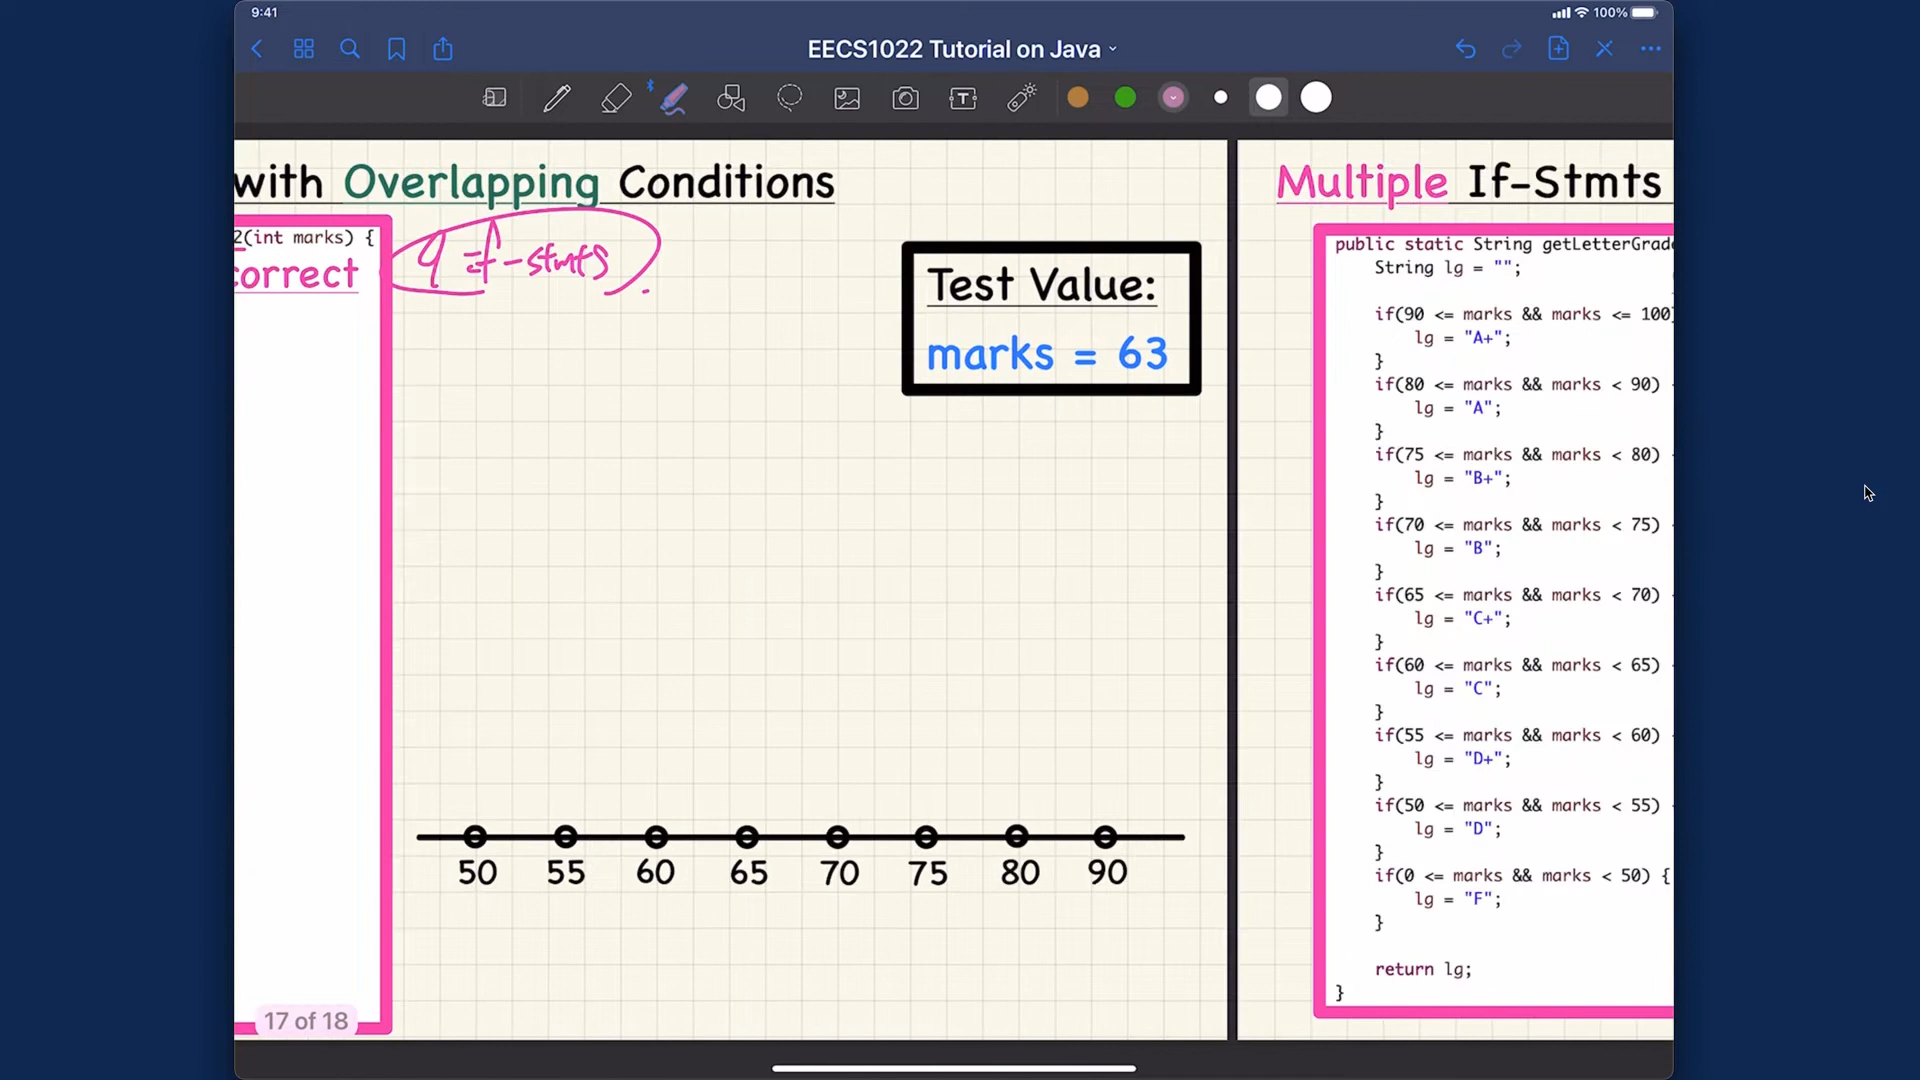 9:41
100%
EECS1022 Tutorial on Java
with Overlapping Conditions
2(int marks) {
correct
9 if-stmts
Test Value:
marks = 63
50 55 60 65 70 75 80 90
17 of 18
Multiple If-Stmts
public static String getLetterGrade
String lg = "";
if(90 <= marks && marks <= 100)
lg = "A+";
}
if(80 <= marks && marks < 90)
lg = "A";
}
if(75 <= marks && marks < 80)
lg = "B+";
}
if(70 <= marks && marks < 75)
lg = "B";
}
if(65 <= marks && marks < 70)
lg = "C+";
}
if(60 <= marks && marks < 65)
lg = "C";
}
if(55 <= marks && marks < 60)
lg = "D+";
}
if(50 <= marks && marks < 55)
lg = "D";
}
if(0 <= marks && marks < 50) {
lg = "F";
}
return lg;
}